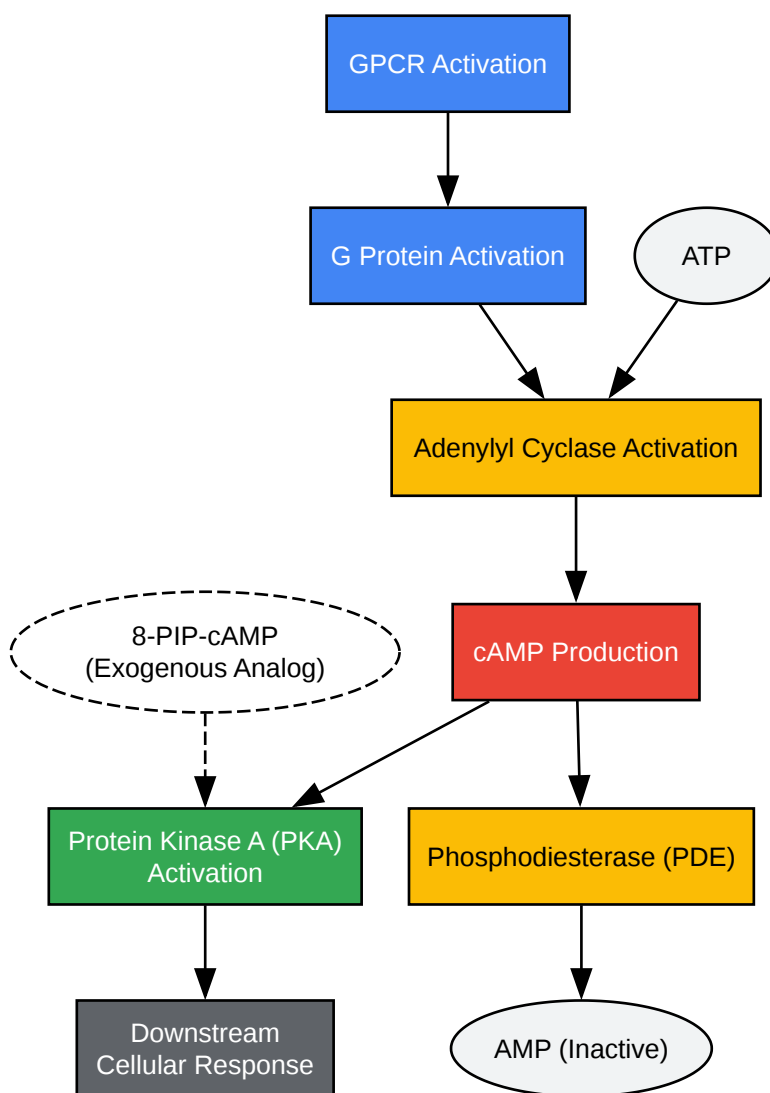 GPCR Activation
G Protein Activation
ATP
Adenylyl Cyclase Activation
8-PIP-cAMP
(Exogenous Analog)
cAMP Production
Protein Kinase A (PKA)
Activation
Phosphodiesterase (PDE)
Downstream
Cellular Response
AMP (Inactive)